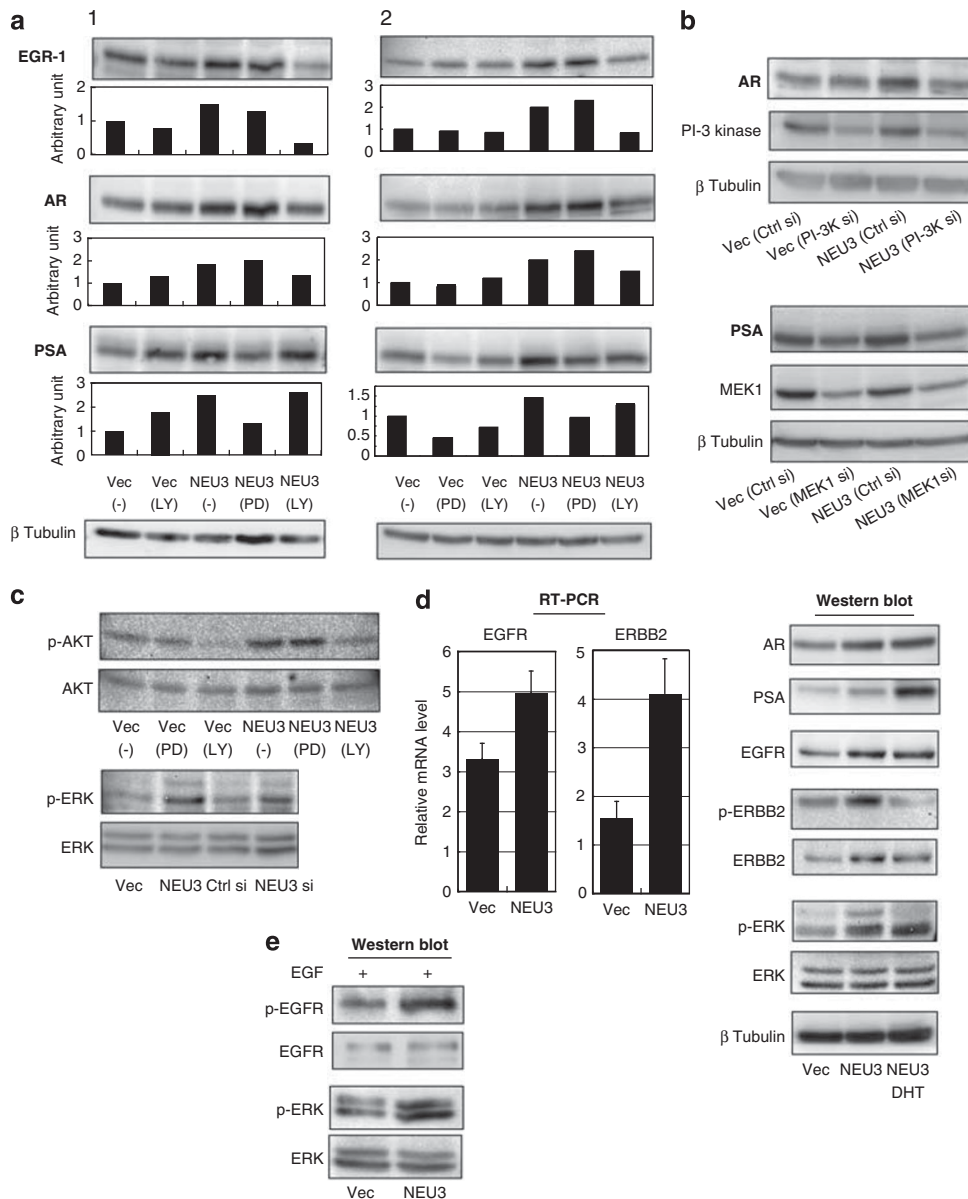 a
1
2
EGR-1
Arbitrary unit
2
1
0
3
2
1
0
AR
Arbitrary unit
3
2
1
0
3
2
1
0
PSA
Arbitrary unit
3
2
1
0
1.5
1
0.5
Vec (-)
Vec (LY)
NEU3 (-)
NEU3 (PD)
NEU3 (LY)
Vec (-)
Vec (PD)
Vec (LY)
NEU3 (-)
NEU3 (PD)
NEU3 (LY)
β Tubulin
b
AR
PI-3 kinase
β Tubulin
Vec (Ctrl si)
Vec (PI-3K si)
NEU3 (Ctrl si)
NEU3 (PI-3K si)
PSA
MEK1
β Tubulin
Vec (Ctrl si)
Vec (MEK1 si)
NEU3 (Ctrl si)
NEU3 (MEK1si)
c
p-AKT
AKT
Vec (-)
Vec (PD)
Vec (LY)
NEU3 (-)
NEU3 (PD)
NEU3 (LY)
p-ERK
ERK
Vec NEU3 Ctrl si NEU3 si
d
RT-PCR
EGFR
ERBB2
Relative mRNA level
6
5
4
3
2
1
0
5
4
3
2
1
0
Vec NEU3
Vec NEU3
Western blot
AR
PSA
EGFR
p-ERBB2
ERBB2
p-ERK
ERK
β Tubulin
Vec NEU3 NEU3
DHT
e
Western blot
EGF + +
p-EGFR
EGFR
p-ERK
ERK
Vec NEU3